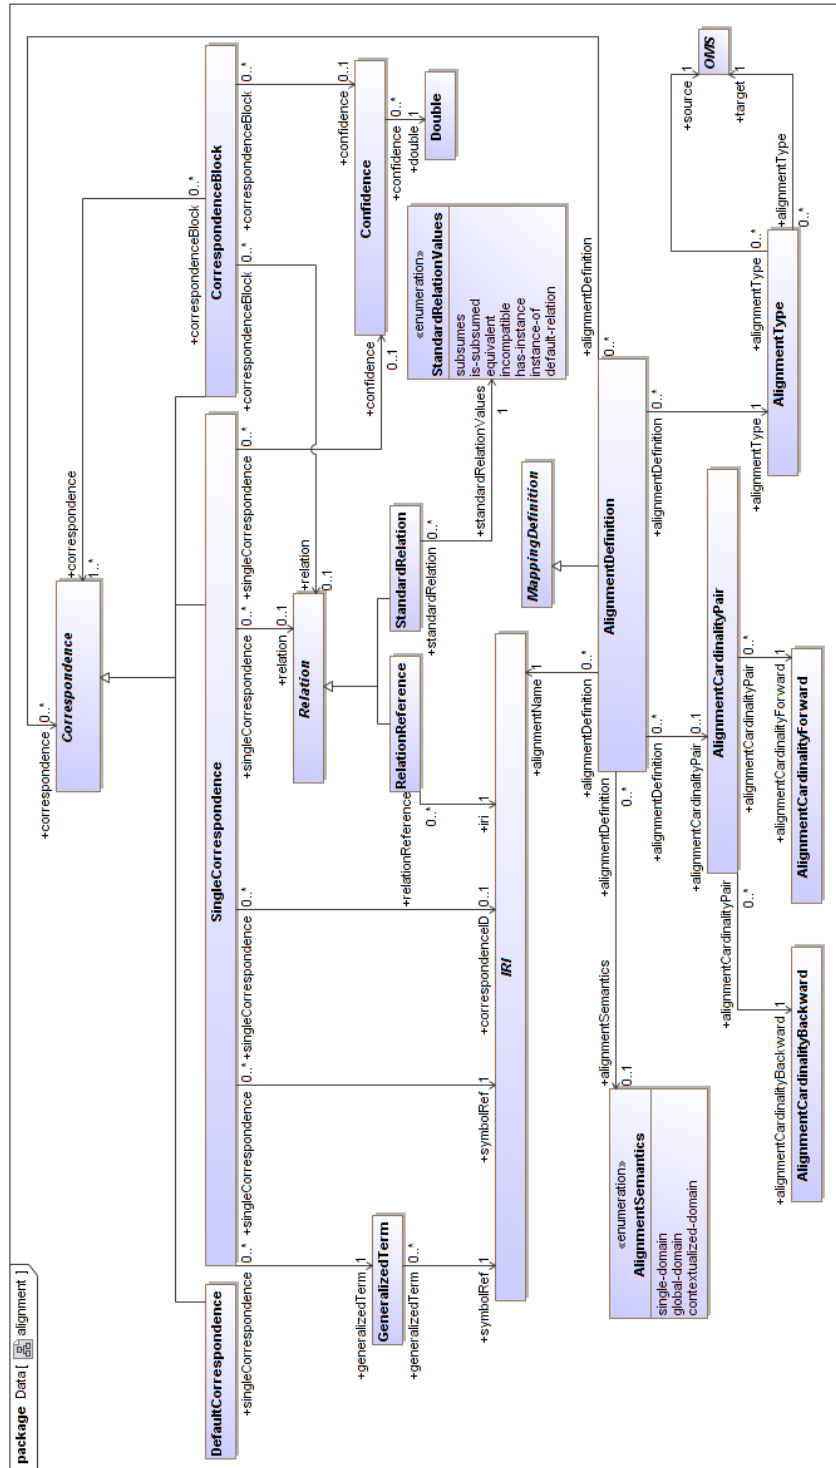 package Data [ alignment ]
+correspondence 0..*
Correspondence
1..* +correspondence
DefaultCorrespondence
SingleCorrespondence
CorrespondenceBlock
+correspondenceBlock 0..*
+singleCorrespondence 0..*
+singleCorrespondence 0..*
+singleCorrespondence 0..*
+singleCorrespondence 0..*
+singleCorrespondence 0..*
+correspondenceBlock 0..*
+correspondenceBlock 0..*
+generalizedTerm 1
GeneralizedTerm
+generalizedTerm 0..*
+relation 0..1
+relation
0..1
Relation
+confidence
0..1
+confidence 0..1
Confidence
+confidence 0..*
+double 1
Double
RelationReference
+relationReference
0..*
StandardRelation
+standardRelation 0..*
«enumeration»
StandardRelationValues
subsumes
is-subsumed
equivalent
incompatible
has-instance
instance-of
default-relation
+standardRelationValues
1
+symbolRef 1
+symbolRef 1
+correspondenceID 0..1
+iri 1
IRI
+alignmentName 1
MappingDefinition
+alignmentDefinition
0..*
+alignmentDefinition 0..*
+alignmentDefinition
0..*
AlignmentDefinition
+alignmentDefinition 0..*
+alignmentDefinition 0..*
+alignmentSemantics
0..1
«enumeration»
AlignmentSemantics
single-domain
global-domain
contextualized-domain
+alignmentCardinalityPair 0..1
AlignmentCardinalityPair
+alignmentCardinalityPair
0..*
+alignmentCardinalityPair 0..*
+alignmentCardinalityBackward 1
AlignmentCardinalityBackward
+alignmentCardinalityForward 1
AlignmentCardinalityForward
+alignmentType 1
AlignmentType
+alignmentType 0..*
+alignmentType
0..*
+source 1
+target 1
OMS